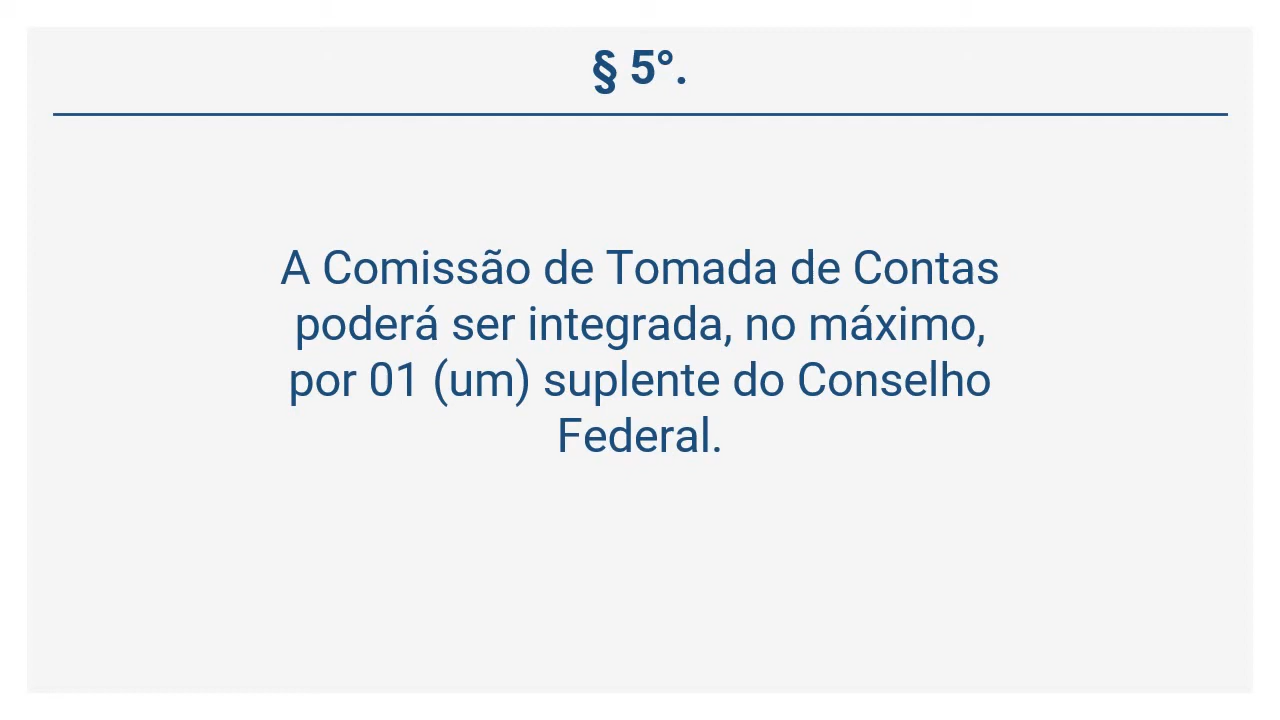 § 5°.
A Comissão de Tomada de Contas
poderá ser integrada, no máximo,
por 01 (um) suplente do Conselho
Federal.